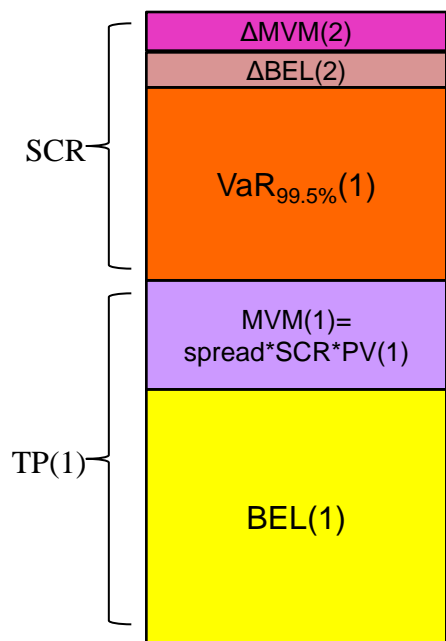 ΔMVM(2)
ΔBEL(2)
SCR
VaR99.5%(1)
MVM(1)=
spread*SCR*PV(1)
TP(1)
BEL(1)